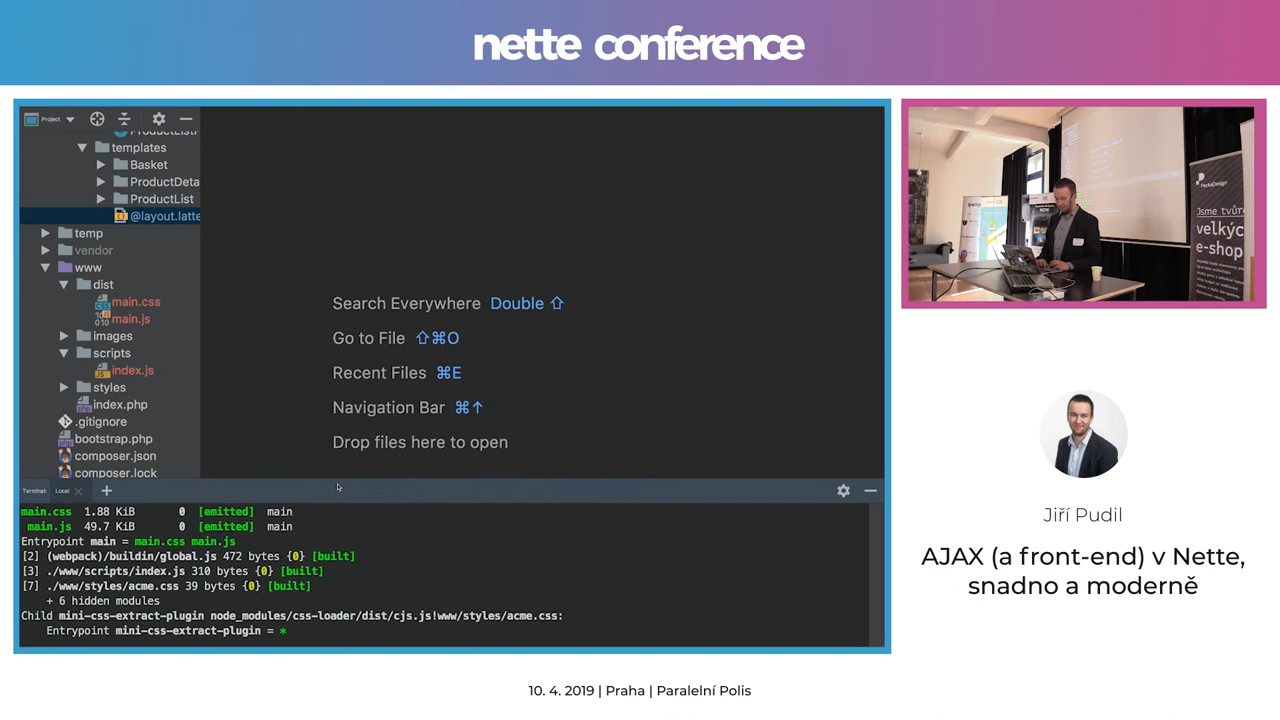 nette conference
Project
ProductListP
templates
Basket
ProductDeta
ProductList
@layout.latte
temp
vendor
www
dist
main.css
main.js
images
scripts
index.js
styles
index.php
.gitignore
bootstrap.php
composer.json
composer.lock
Search Everywhere Double ⇧
Go to File ⇧⌘O
Recent Files ⌘E
Navigation Bar ⌘↑
Drop files here to open
Terminal: Local × +
main.css 1.88 KiB 0 [emitted] main
main.js 49.7 KiB 0 [emitted] main
Entrypoint main = main.css main.js
[2] (webpack)/buildin/global.js 472 bytes {0} [built]
[3] ./www/scripts/index.js 310 bytes {0} [built]
[7] ./www/styles/acme.css 39 bytes {0} [built]
+ 6 hidden modules
Child mini-css-extract-plugin node_modules/css-loader/dist/cjs.js!www/styles/acme.css:
Entrypoint mini-css-extract-plugin = *
PeckaDesign
Jsme tvůrc
velkýc
e-shop
Jiří Pudil
AJAX (a front-end) v Nette,
snadno a moderně
10. 4. 2019 | Praha | Paralelní Polis